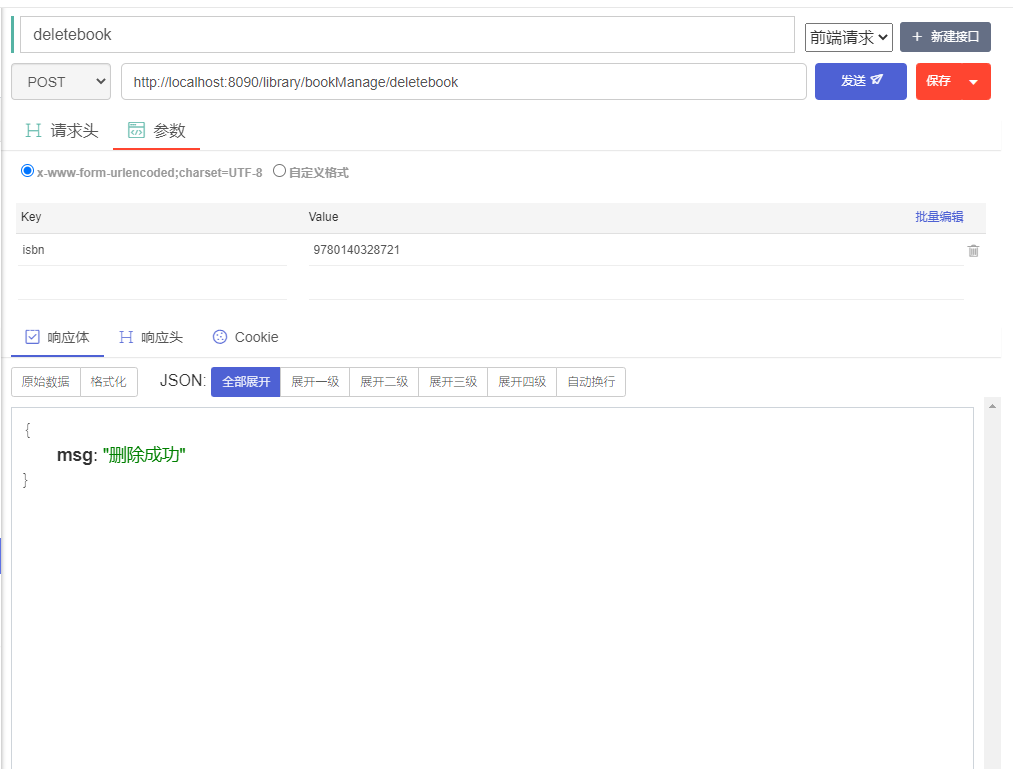 deletebook 前端请求 + 新建接口
POST http://localhost:8090/library/bookManage/deletebook 发送 保存
请求头 参数
x-www-form-urlencoded;charset=UTF-8 自定义格式
Key Value 批量编辑
isbn 9780140328721
响应体 响应头 Cookie
原始数据 格式化 JSON: 全部展开 展开一级 展开二级 展开三级 展开四级 自动换行
{
msg: "删除成功"
}